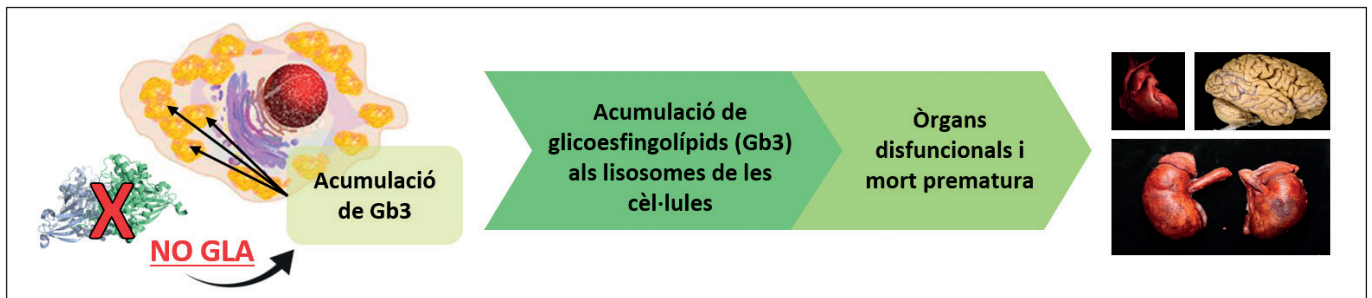 Acumulació
de Gb3
X
NO GLA
Acumulació de
glicoesfingolípids (Gb3)
als lisosomes de les
cèl·lules
Òrgans
disfuncionals i
mort prematura